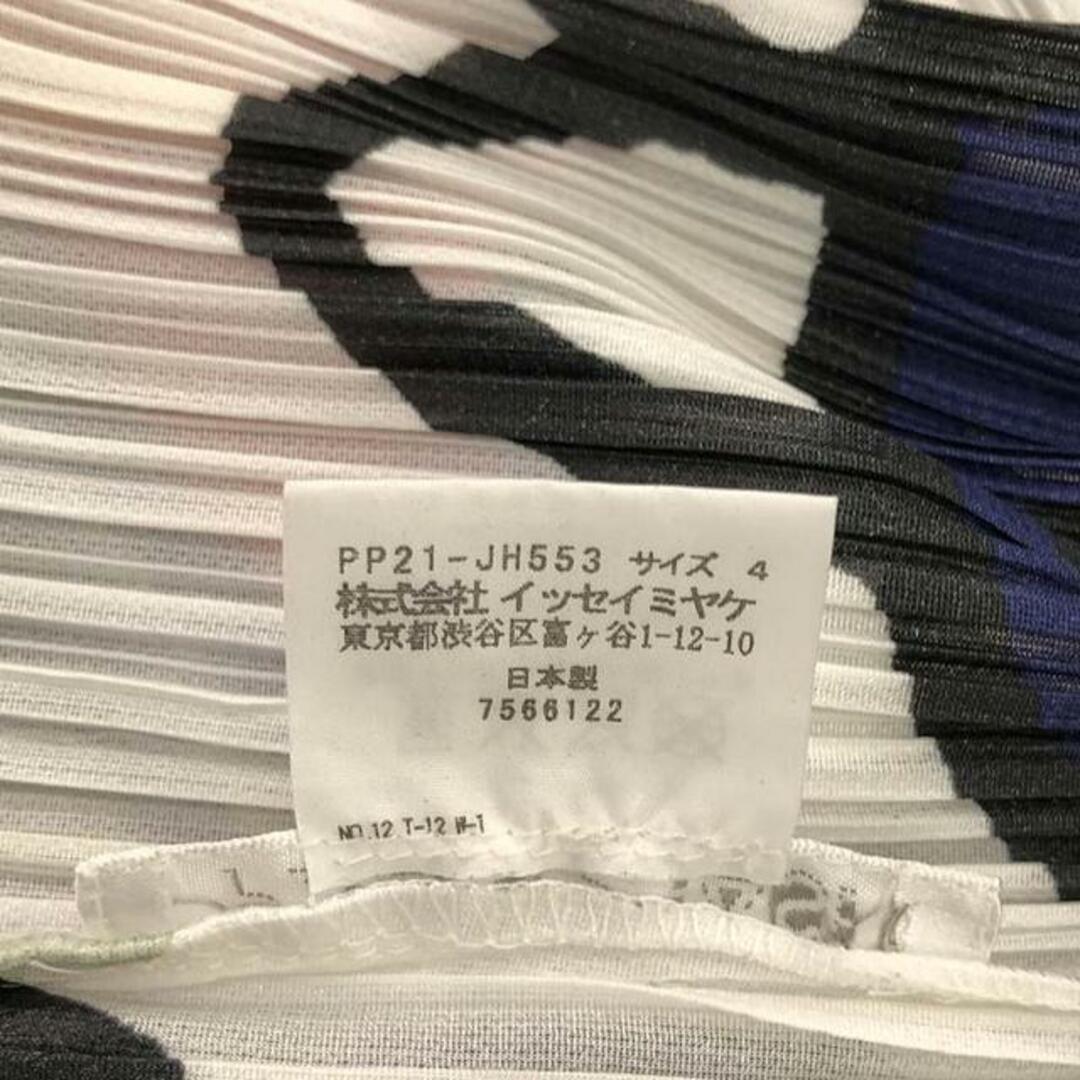 PP21-JH553 サイズ 4
株式会社 イッセイミヤケ
東京都渋谷区富ヶ谷1-12-10
日本製
7566122
NO.12 T-12 W-1